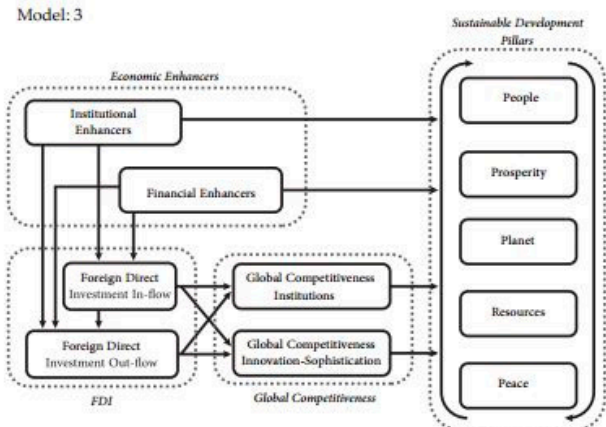 Model: 3
Sustainable Development
Pillars
Economic Enhancers
Institutional
Enhancers
People
Financial Enhancers
Prosperity
Planet
Foreign Direct
Investment In-flow
Global Competitiveness
Institutions
Resources
Foreign Direct
Investment Out-flow
Global Competitiveness
Innovation-Sophistication
Peace
FDI
Global Competitiveness